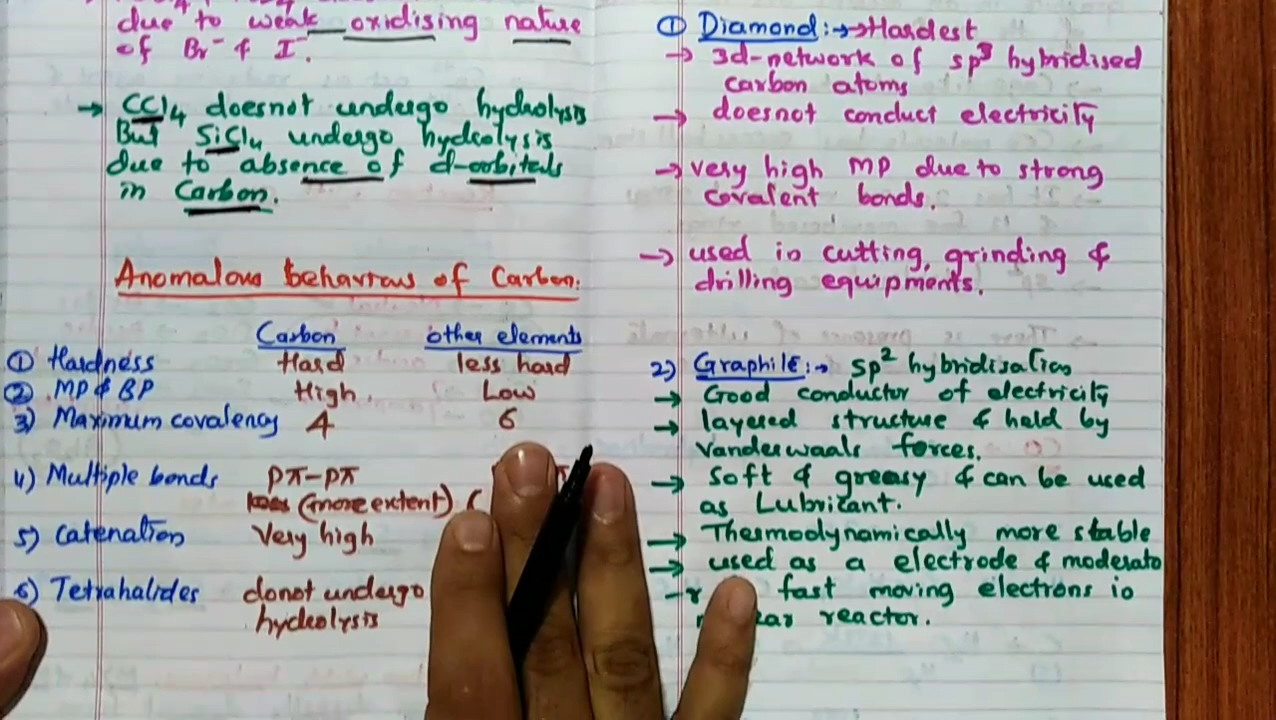 due to weak oxidising nature
of Br⁻ & I⁻.
→ CCl4 doesnot undergo hydrolysis
But SiCl4 undergo hydrolysis
due to absence of d-orbitals
in Carbon.
Anomalous behaviour of Carbon.
Carbon other elements
① Hardness Hard less hard
② MP & BP High Low
3) Maximum covalency 4 6
4) Multiple bonds pπ-pπ
(more extent) (
5) Catenation Very high
6) Tetrahalides donot undergo
hydrolysis
① Diamond:→ Hardest
→ 3d-network of sp³ hybridised
carbon atoms
→ doesnot conduct electricity
→ very high MP due to strong
covalent bonds.
→ used in cutting, grinding &
drilling equipments.
2) Graphite:→ sp² hybridisation
→ Good conductor of electricity
→ layered structure & held by
Vanderwaals forces.
→ Soft & greasy & can be used
as Lubricant.
→ Thermodynamically more stable
→ used as a electrode & moderato
-r fast moving electrons in
reactor.